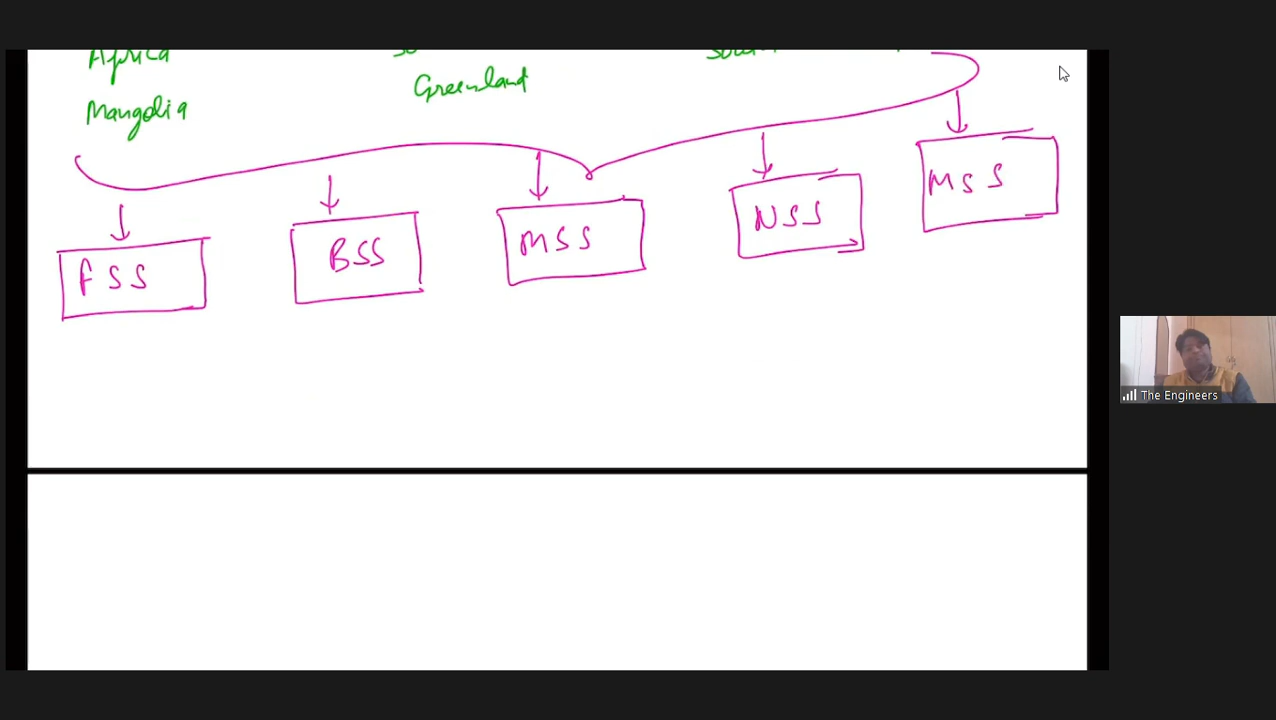 Africa
Greenland
Mangolia
FSS
BSS
MSS
NSS
MSS
The Engineers